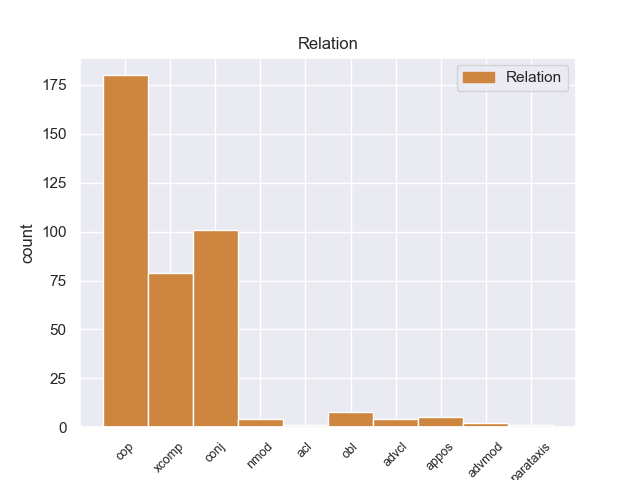 Relation
Relation
count
175
150
125
100
75
50
25
0
cop
xcomp
conj
nmod
acl
obl
advcl
appos
advmod
parataxis